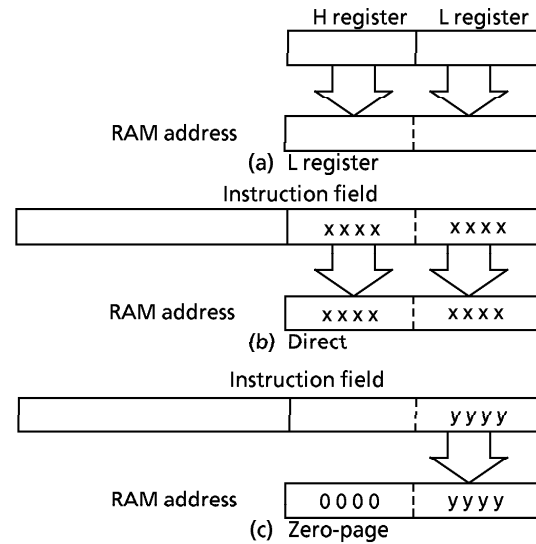 H register L register
RAM address
(a) L register
Instruction field
x x x x x x x x
RAM address x x x x x x x x
(b) Direct
Instruction field
y y y y
RAM address 0 0 0 0 y y y y
(c) Zero-page